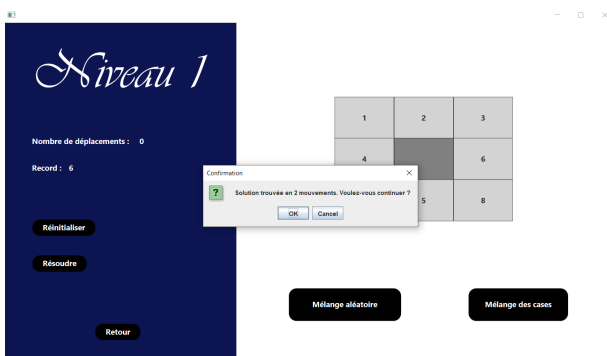 Niveau 1
Nombre de déplacements : 0
Record : 6
Réinitialiser
Résoudre
Retour
1 2 3
4 6
5 8
Confirmation
?
Solution trouvée en 2 mouvements. Voulez-vous continuer ?
OK Cancel
Mélange aléatoire
Mélange des cases